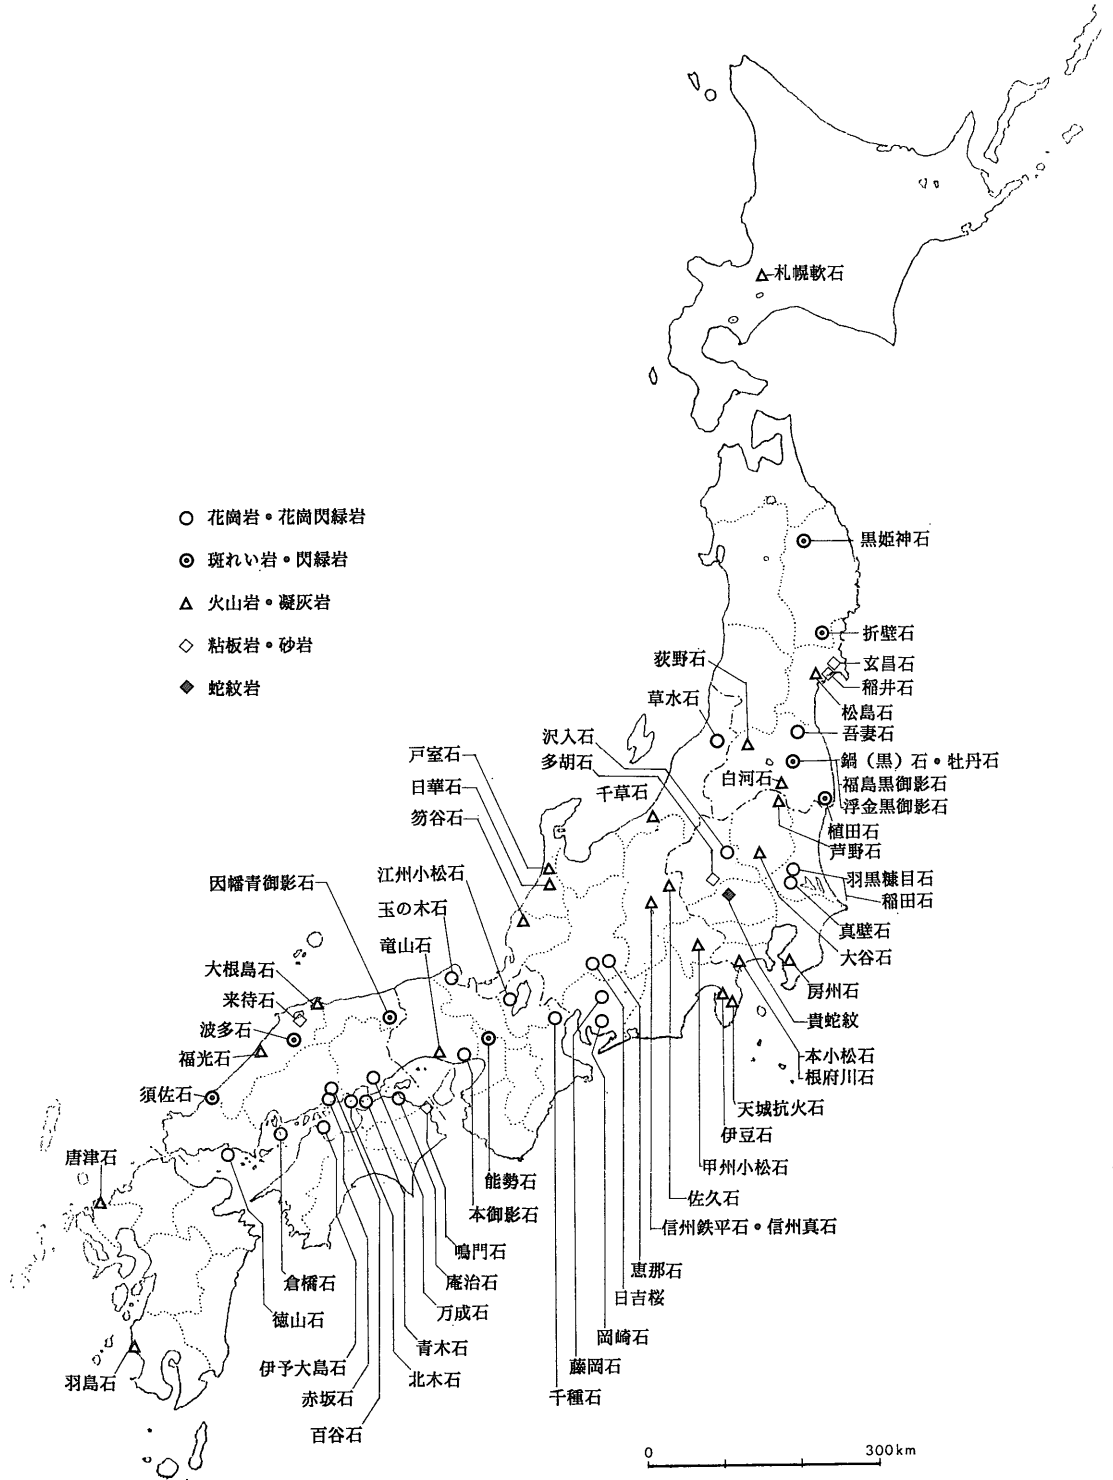 札幌軟石
花崗岩・花崗閃緑岩
斑れい岩・閃緑岩
火山岩・凝灰岩
粘板岩・砂岩
蛇紋岩
黒姫神石
折壁石
玄昌石
稲井石
松島石
吾妻石
鍋（黒）石・牡丹石
福島黒御影石
浮金黒御影石
植田石
芦野石
羽黒糠目石
稲田石
真壁石
大谷石
房州石
貴蛇紋
本小松石
根府川石
天城抗火石
伊豆石
甲州小松石
佐久石
信州鉄平石・信州真石
恵那石
日吉桜
岡崎石
藤岡石
千種石
荻野石
草水石
沢入石
多胡石
千草石
白河石
戸室石
日華石
笏谷石
江州小松石
玉の木石
竜山石
因幡青御影石
大根島石
来待石
波多石
福光石
須佐石
唐津石
羽島石
能勢石
本御影石
鳴門石
庵治石
万成石
青木石
北木石
倉橋石
徳山石
伊予大島石
赤坂石
百谷石
0
300km